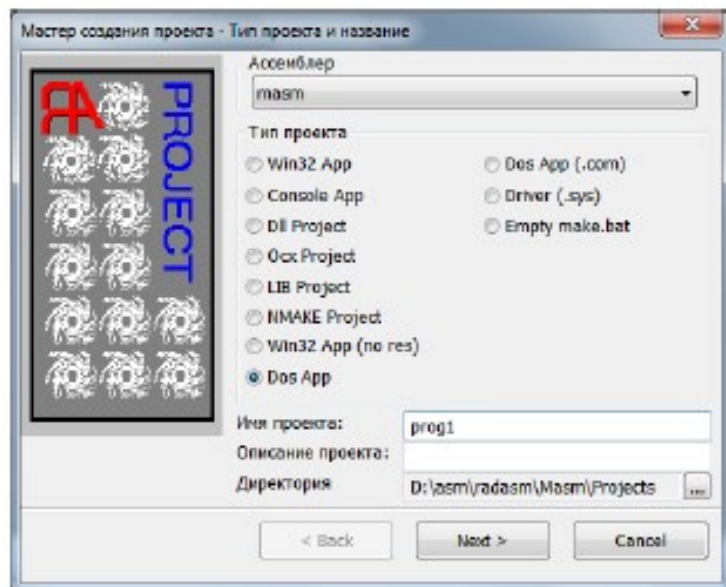 Мастер создания проекта - Тип проекта и название
Ассемблер
masm
Тип проекта
Win32 App
Console App
Dll Project
Ocx Project
LIB Project
NMAKE Project
Win32 App (no res)
Dos App
Dos App (.com)
Driver (.sys)
Empty make.bat
RA
PROJECT
Имя проекта: prog1
Описание проекта:
Директория D:\asm\radasm\Masm\Projects ...
< Back Next > Cancel